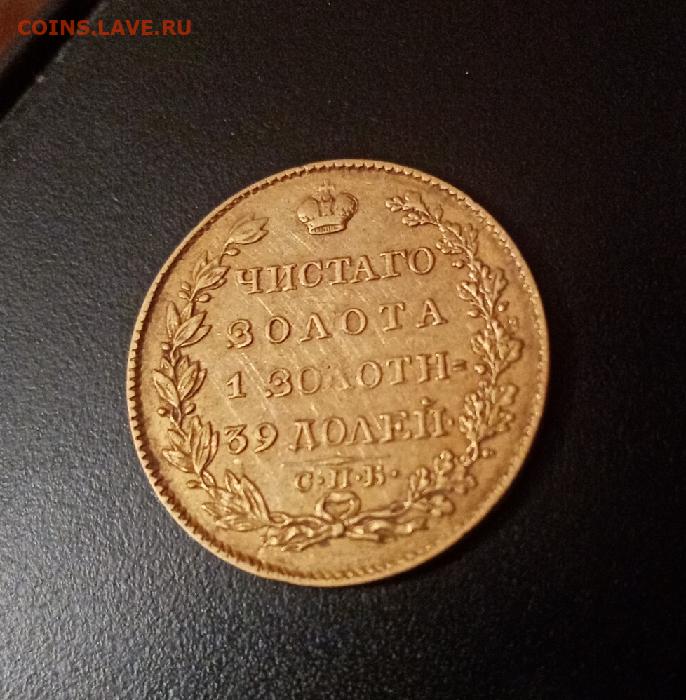 COINS.LAVE.RU
ЧИСТАГО
ЗОЛОТА
1 ЗОЛОТН=
39 ДОЛЕЙ.
С·П·Б·